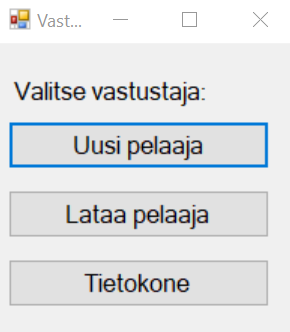 Vast...
Valitse vastustaja:
Uusi pelaaja
Lataa pelaaja
Tietokone